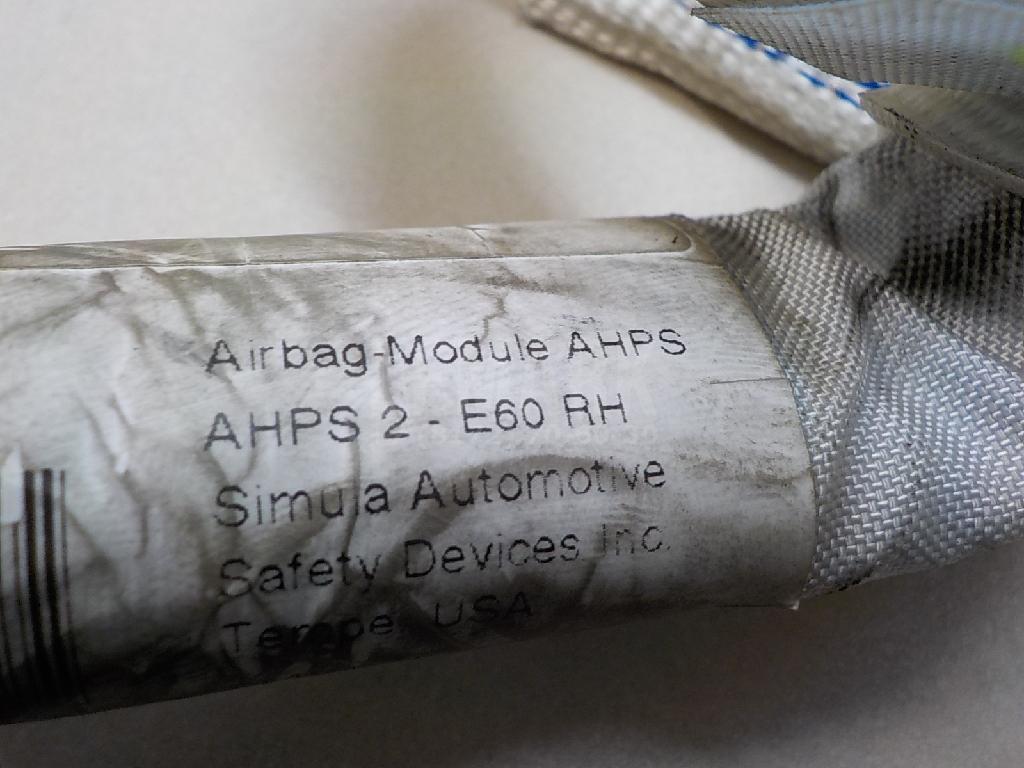 Airbag-Module AHPS
AHPS 2 - E60 RH
Simula Automotive
Safety Devices Inc.
USA